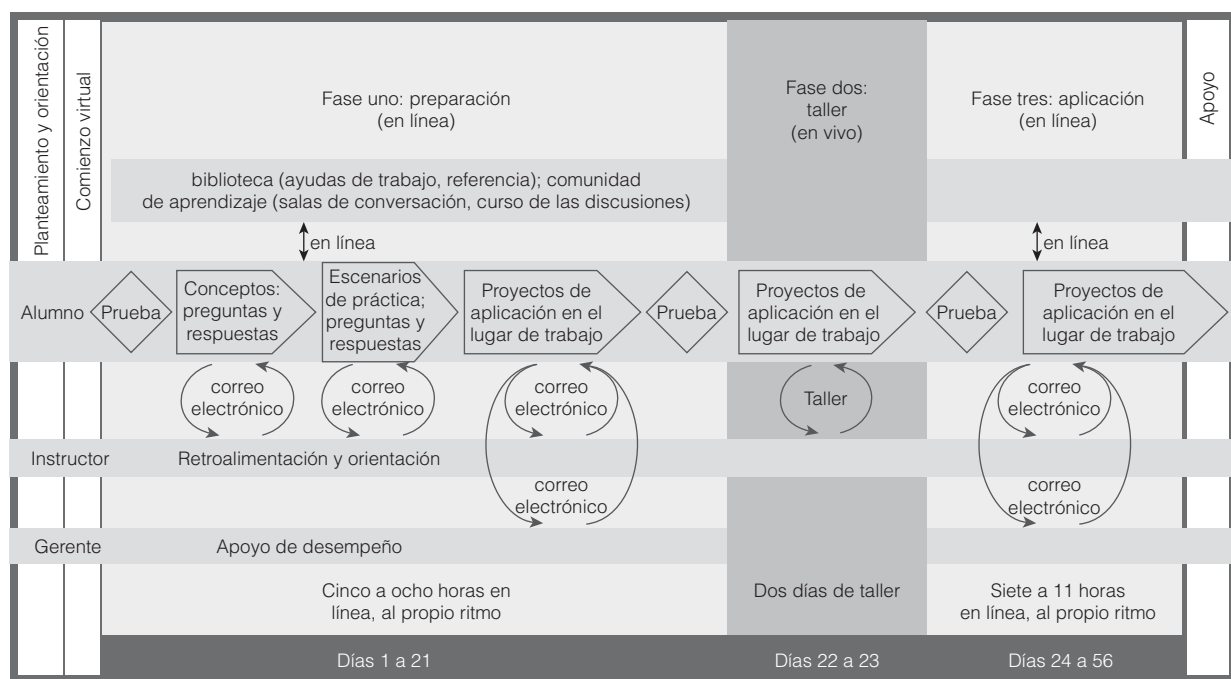 Planteamiento y orientación
Comienzo virtual
Fase uno: preparación
(en línea)
Fase dos:
taller
(en vivo)
Fase tres: aplicación
(en línea)
Apoyo
biblioteca (ayudas de trabajo, referencia); comunidad
de aprendizaje (salas de conversación, curso de las discusiones)
en línea
en línea
Alumno
Prueba
Conceptos:
preguntas y
respuestas
Escenarios
de práctica;
preguntas y
respuestas
Proyectos de
aplicación en el
lugar de trabajo
Prueba
Proyectos de
aplicación en el
lugar de trabajo
Prueba
Proyectos de
aplicación en el
lugar de trabajo
correo
electrónico
correo
electrónico
correo
electrónico
Taller
correo
electrónico
Instructor
Retroalimentación y orientación
correo
electrónico
correo
electrónico
Gerente
Apoyo de desempeño
Cinco a ocho horas en
línea, al propio ritmo
Dos días de taller
Siete a 11 horas
en línea, al propio ritmo
Días 1 a 21
Días 22 a 23
Días 24 a 56